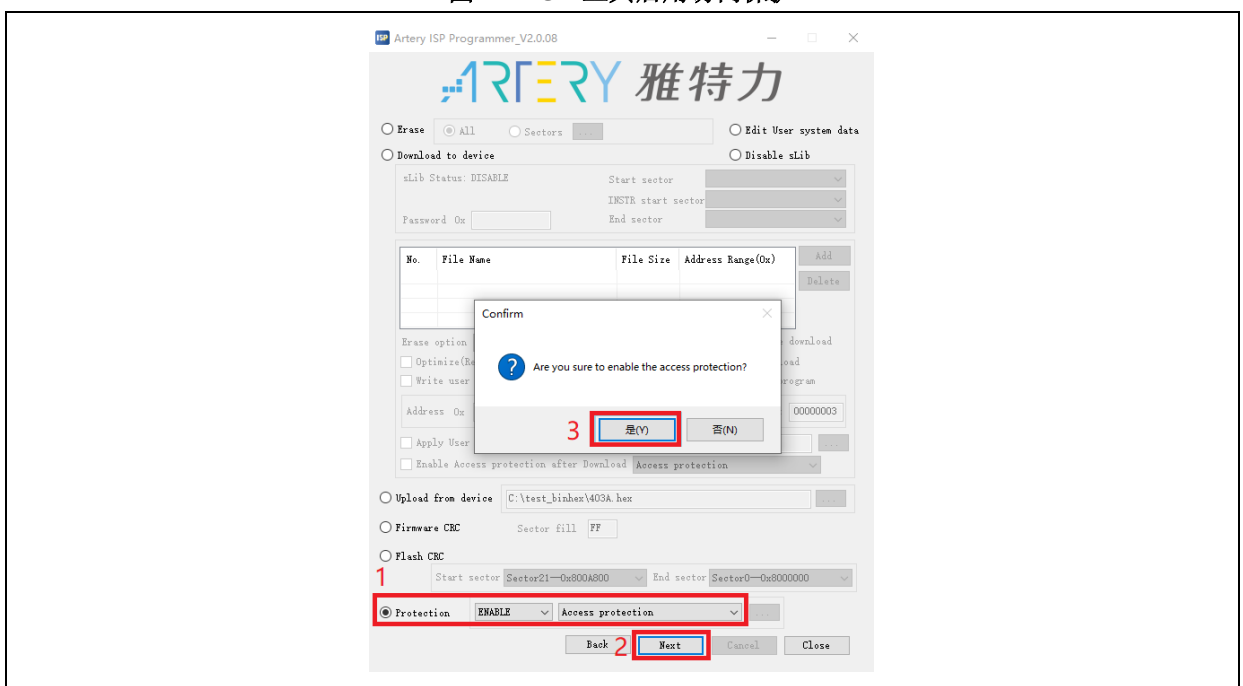 Artery ISP Programmer_V2.0.08
ARTERY 雅特力
Erase All Sectors ... Edit User system data
Download to device Disable sLib
sLib Status: DISABLE Start sector
INSTR start sector
Password 0x End sector
No. File Name File Size Address Range(0x) Add
Delete
Confirm
Erase option download
Optimize(Re
Are you sure to enable the access protection?
Write user rogram
Address 0x 00000003
3 是(Y) 否(N)
Apply User ...
Enable Access protection after Download Access protection
Upload from device C:\test_binhex\403A.hex ...
Firmware CRC Sector fill FF
Flash CRC
1
Start sector Sector21—0x800A800 End sector Sector0—0x8000000
Protection ENABLE Access protection ...
Back 2 Next Cancel Close